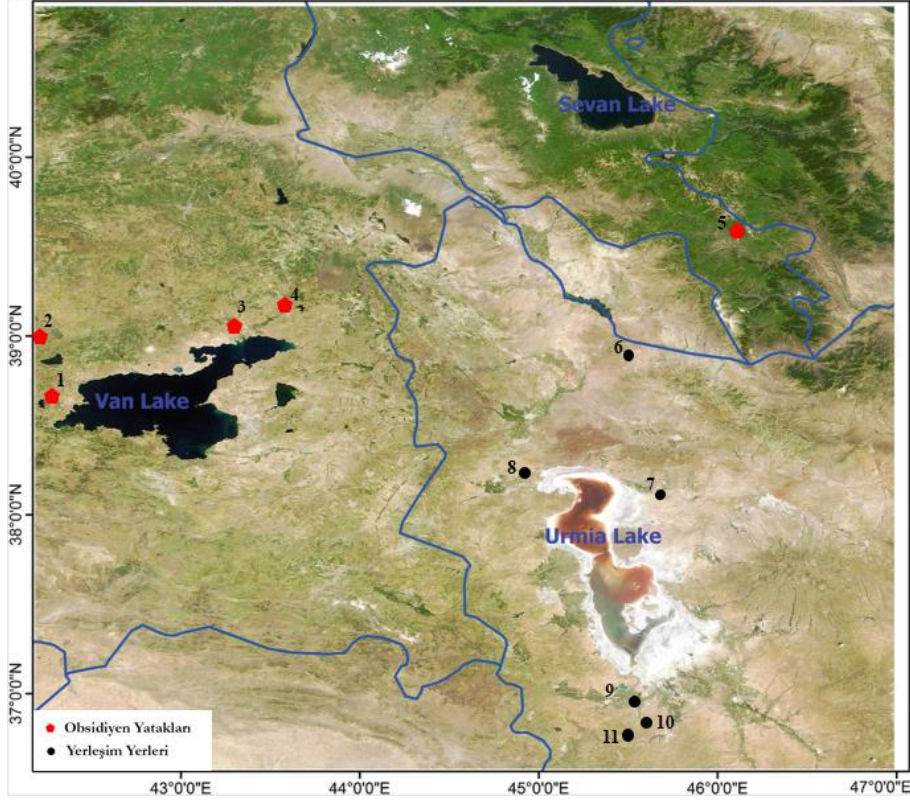 Sevan Lake
40°0'0"N
5
4
3
2
39°0'0"N
6
1
Van Lake
8
7
38°0'0"N
Urmia Lake
9
37°0'0"N
10
11
Obsidiyen Yatakları
Yerleşim Yerleri
43°0'0"E
44°0'0"E
45°0'0"E
46°0'0"E
47°0'0"E